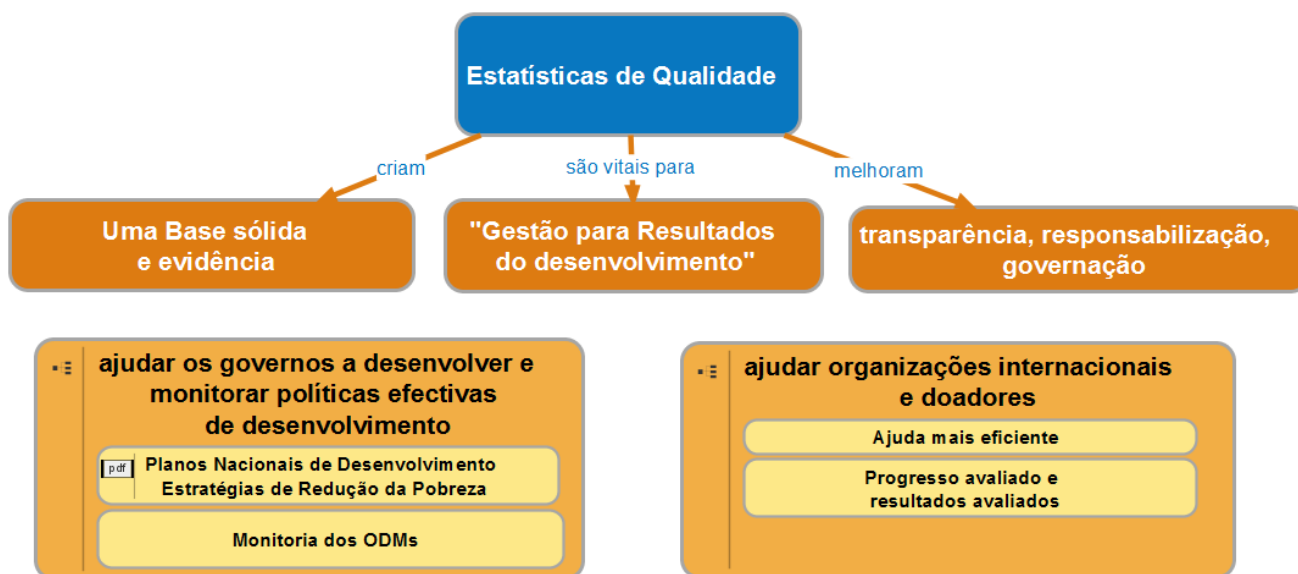 Estatísticas de Qualidade
criam
são vitais para
melhoram
Uma Base sólida
e evidência
"Gestão para Resultados
do desenvolvimento"
transparência, responsabilização,
governação
ajudar os governos a desenvolver e
monitorar políticas efectivas
de desenvolvimento
pdf
Planos Nacionais de Desenvolvimento
Estratégias de Redução da Pobreza
Monitoria dos ODMs
ajudar organizações internacionais
e doadores
Ajuda mais eficiente
Progresso avaliado e
resultados avaliados